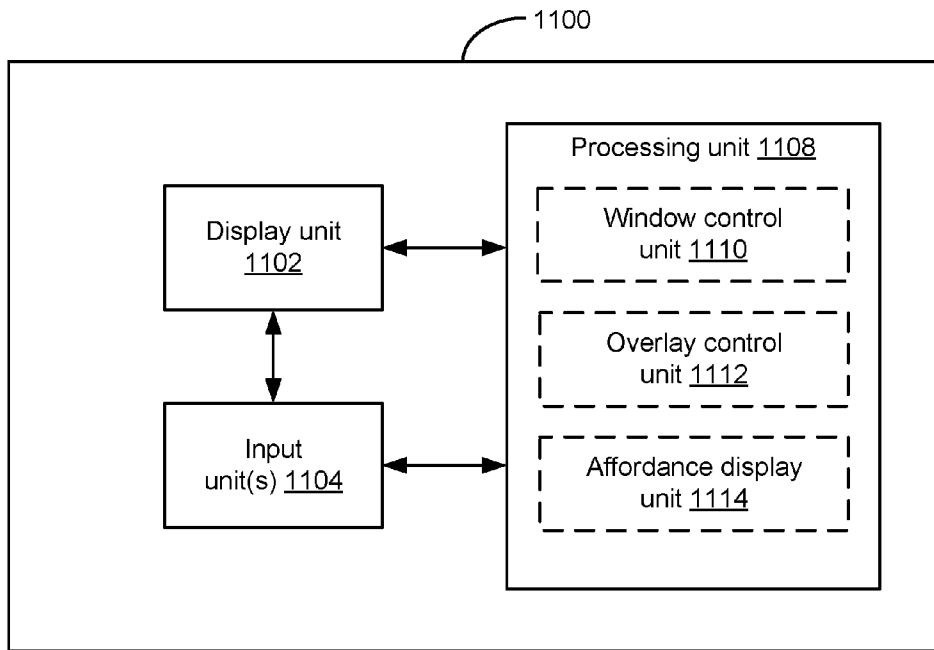 1100
Processing unit 1108
Window control
unit 1110
Display unit
1102
Overlay control
unit 1112
Input
unit(s) 1104
Affordance display
unit 1114